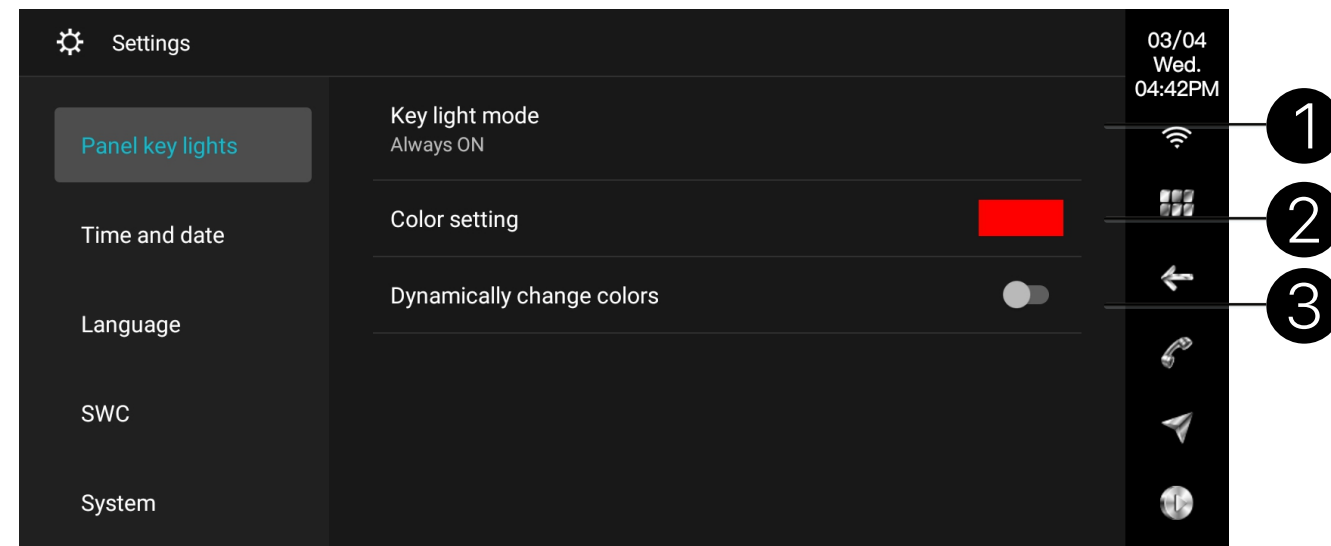 Settings
03/04
Wed.
04:42PM
Panel key lights
Time and date
Language
SWC
System
Key light mode
Always ON
Color setting
Dynamically change colors
1
2
3